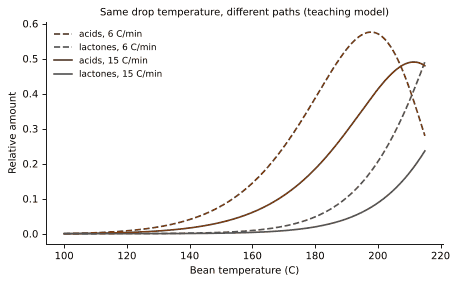 Same drop temperature, different paths (teaching model)
acids, 6 C/min
lactones, 6 C/min
acids, 15 C/min
lactones, 15 C/min
Relative amount
0.6
0.5
0.4
0.3
0.2
0.1
0.0
100 120 140 160 180 200 220
Bean temperature (C)